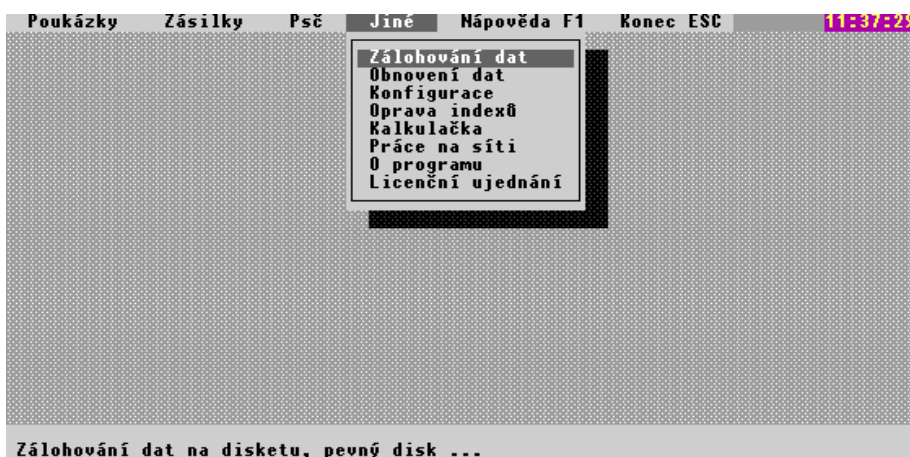 Poukázky Zásilky Psč Jiné Nápověda F1 Konec ESC 11:37:29
Zálohování dat
Obnovení dat
Konfigurace
Oprava indexů
Kalkulačka
Práce na síti
O programu
Licenční ujednání
Zálohování dat na disketu, pevný disk ...